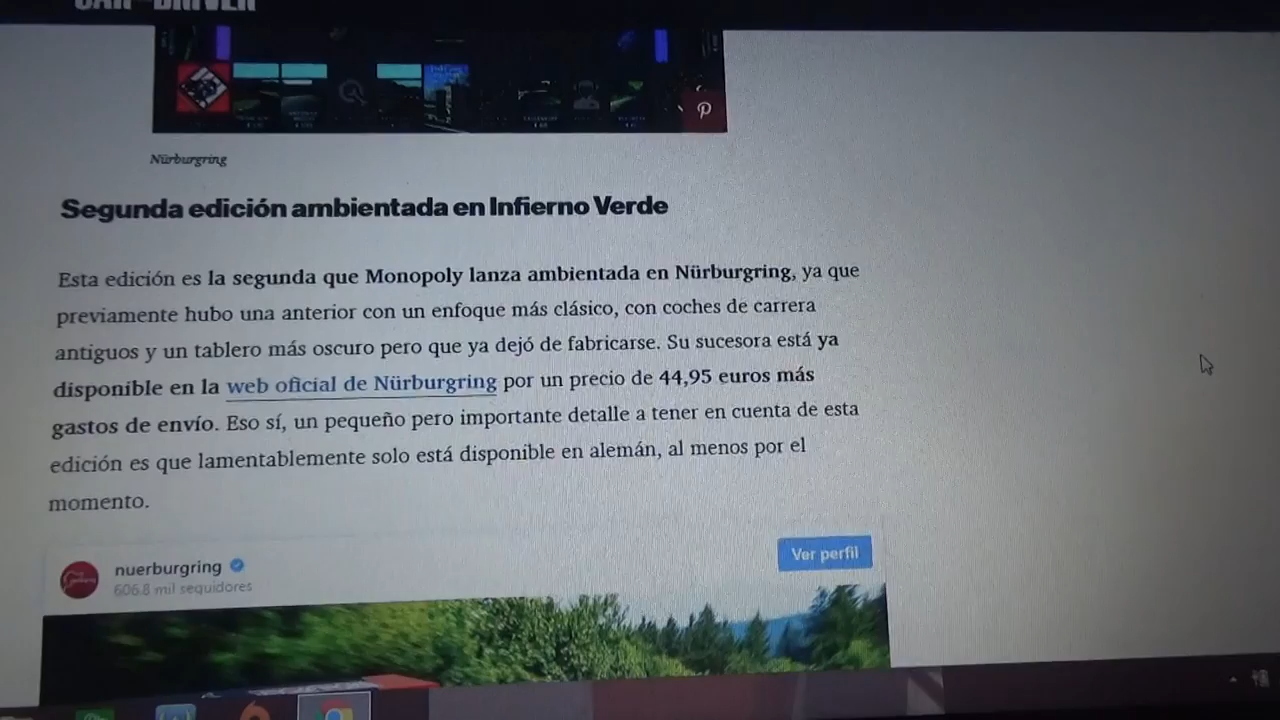 CAR AND DRIVER
Nürburgring
Segunda edición ambientada en Infierno Verde
Esta edición es la segunda que Monopoly lanza ambientada en Nürburgring, ya que
previamente hubo una anterior con un enfoque más clásico, con coches de carrera
antiguos y un tablero más oscuro pero que ya dejó de fabricarse. Su sucesora está ya
disponible en la web oficial de Nürburgring por un precio de 44,95 euros más
gastos de envío. Eso sí, un pequeño pero importante detalle a tener en cuenta de esta
edición es que lamentablemente solo está disponible en alemán, al menos por el
momento.
nuerburgring
606.8 mil seguidores
Ver perfil